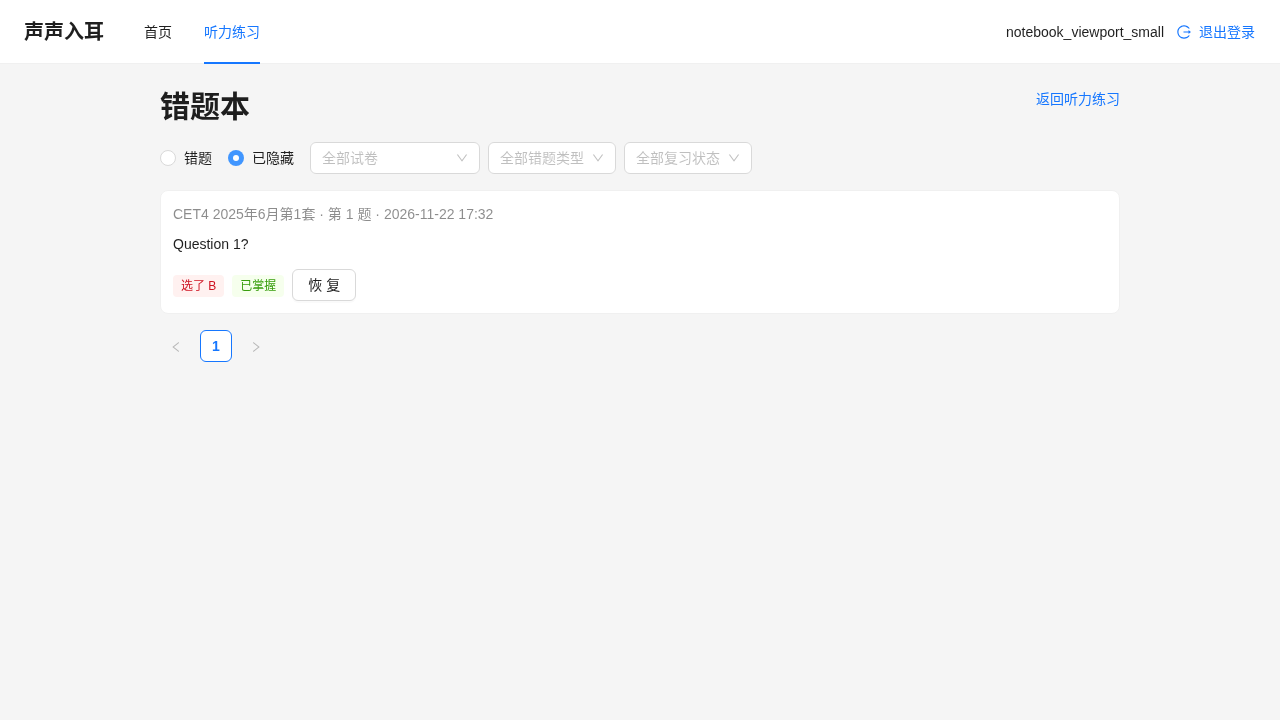 声声入耳 首页 听力练习 notebook_viewport_small 退出登录
错题本 返回听力练习
错题 已隐藏 全部试卷 全部错题类型 全部复习状态
CET4 2025年6月第1套 · 第 1 题 · 2026-11-22 17:32
Question 1?
选了 B 已掌握 恢 复
1